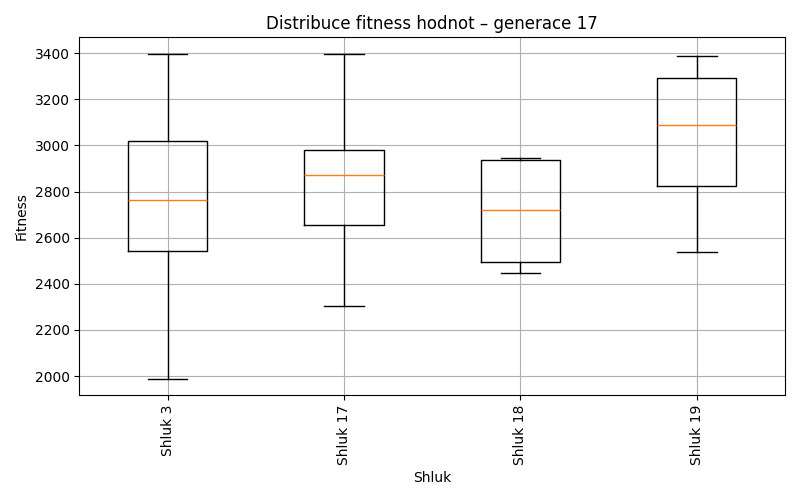 Distribuce fitness hodnot – generace 17
Fitness
3400
3200
3000
2800
2600
2400
2200
2000
Shluk 3
Shluk 17
Shluk 18
Shluk 19
Shluk